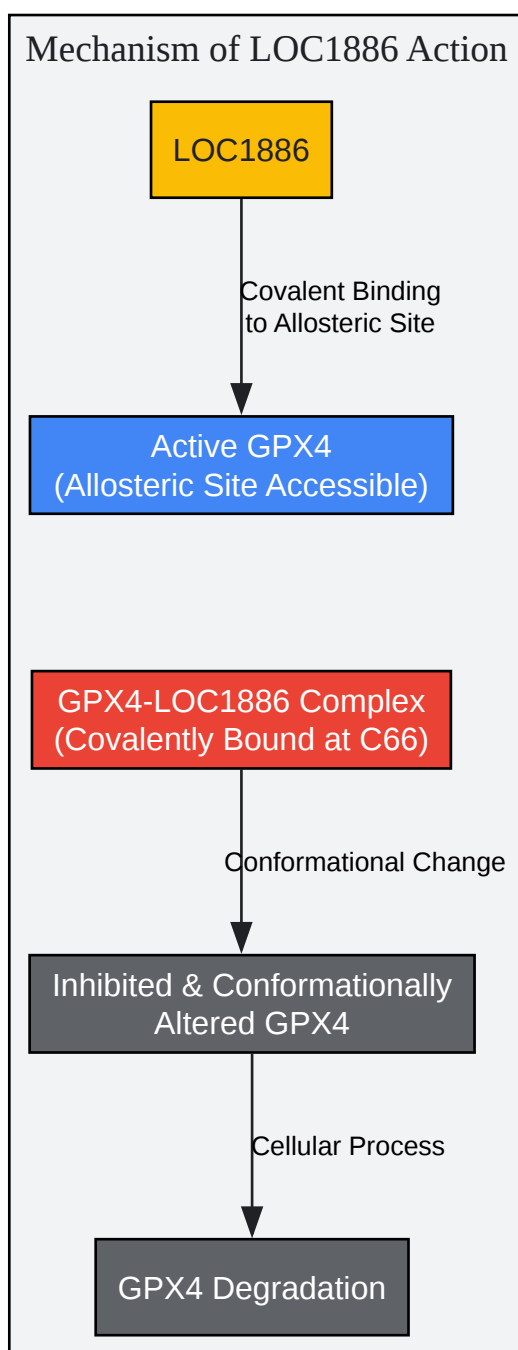 Mechanism of LOC1886 Action
LOC1886
Covalent Binding
to Allosteric Site
Active GPX4
(Allosteric Site Accessible)
GPX4-LOC1886 Complex
(Covalently Bound at C66)
Conformational Change
Inhibited & Conformationally
Altered GPX4
Cellular Process
GPX4 Degradation